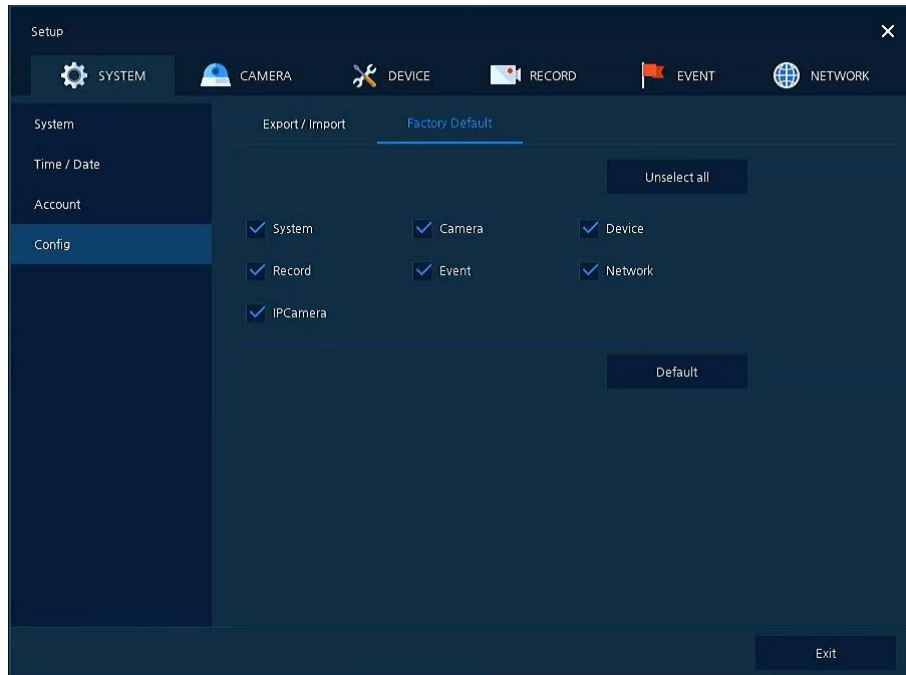 Setup
SYSTEM CAMERA DEVICE RECORD EVENT NETWORK
System
Time / Date
Account
Config
Export / Import Factory Default
Unselect all
System Camera Device
Record Event Network
IPCamera
Default
Exit